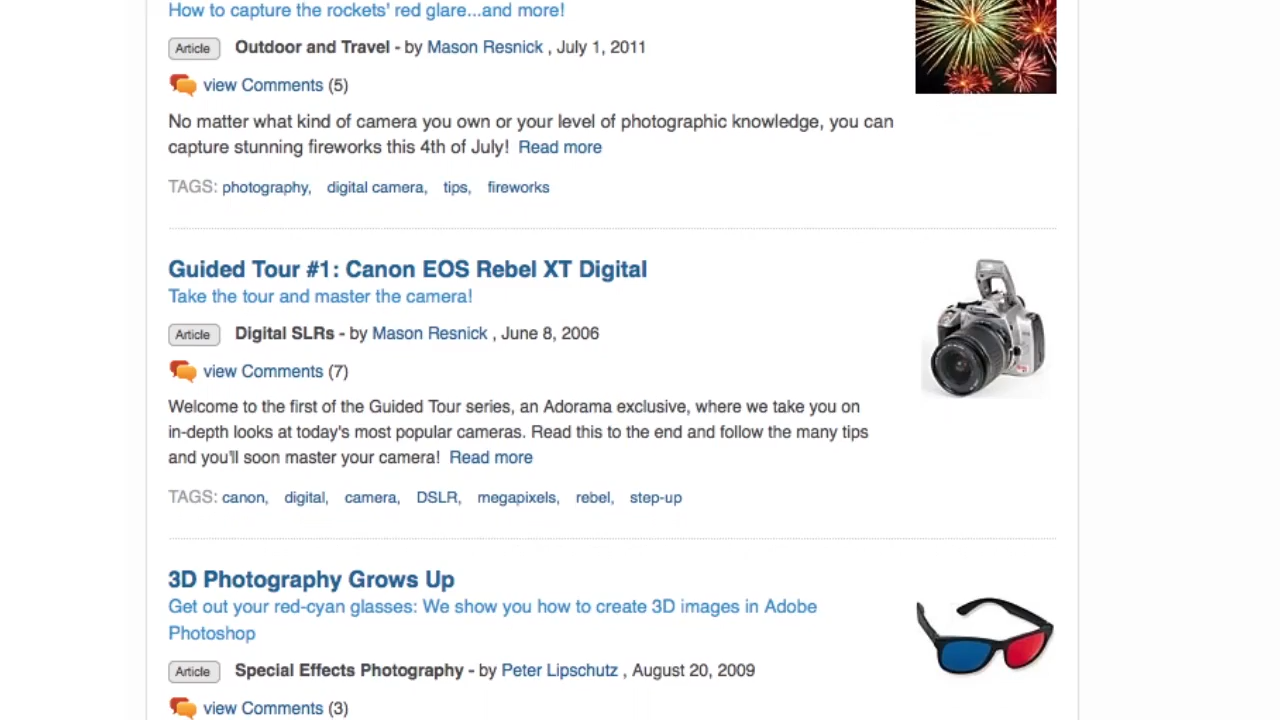 How to capture the rockets' red glare...and more!
Article Outdoor and Travel - by Mason Resnick , July 1, 2011
view Comments (5)
No matter what kind of camera you own or your level of photographic knowledge, you can
capture stunning fireworks this 4th of July! Read more
TAGS: photography, digital camera, tips, fireworks
Guided Tour #1: Canon EOS Rebel XT Digital
Take the tour and master the camera!
Article Digital SLRs - by Mason Resnick , June 8, 2006
view Comments (7)
Welcome to the first of the Guided Tour series, an Adorama exclusive, where we take you on
in-depth looks at today's most popular cameras. Read this to the end and follow the many tips
and you'll soon master your camera! Read more
TAGS: canon, digital, camera, DSLR, megapixels, rebel, step-up
3D Photography Grows Up
Get out your red-cyan glasses: We show you how to create 3D images in Adobe
Photoshop
Article Special Effects Photography - by Peter Lipschutz , August 20, 2009
view Comments (3)